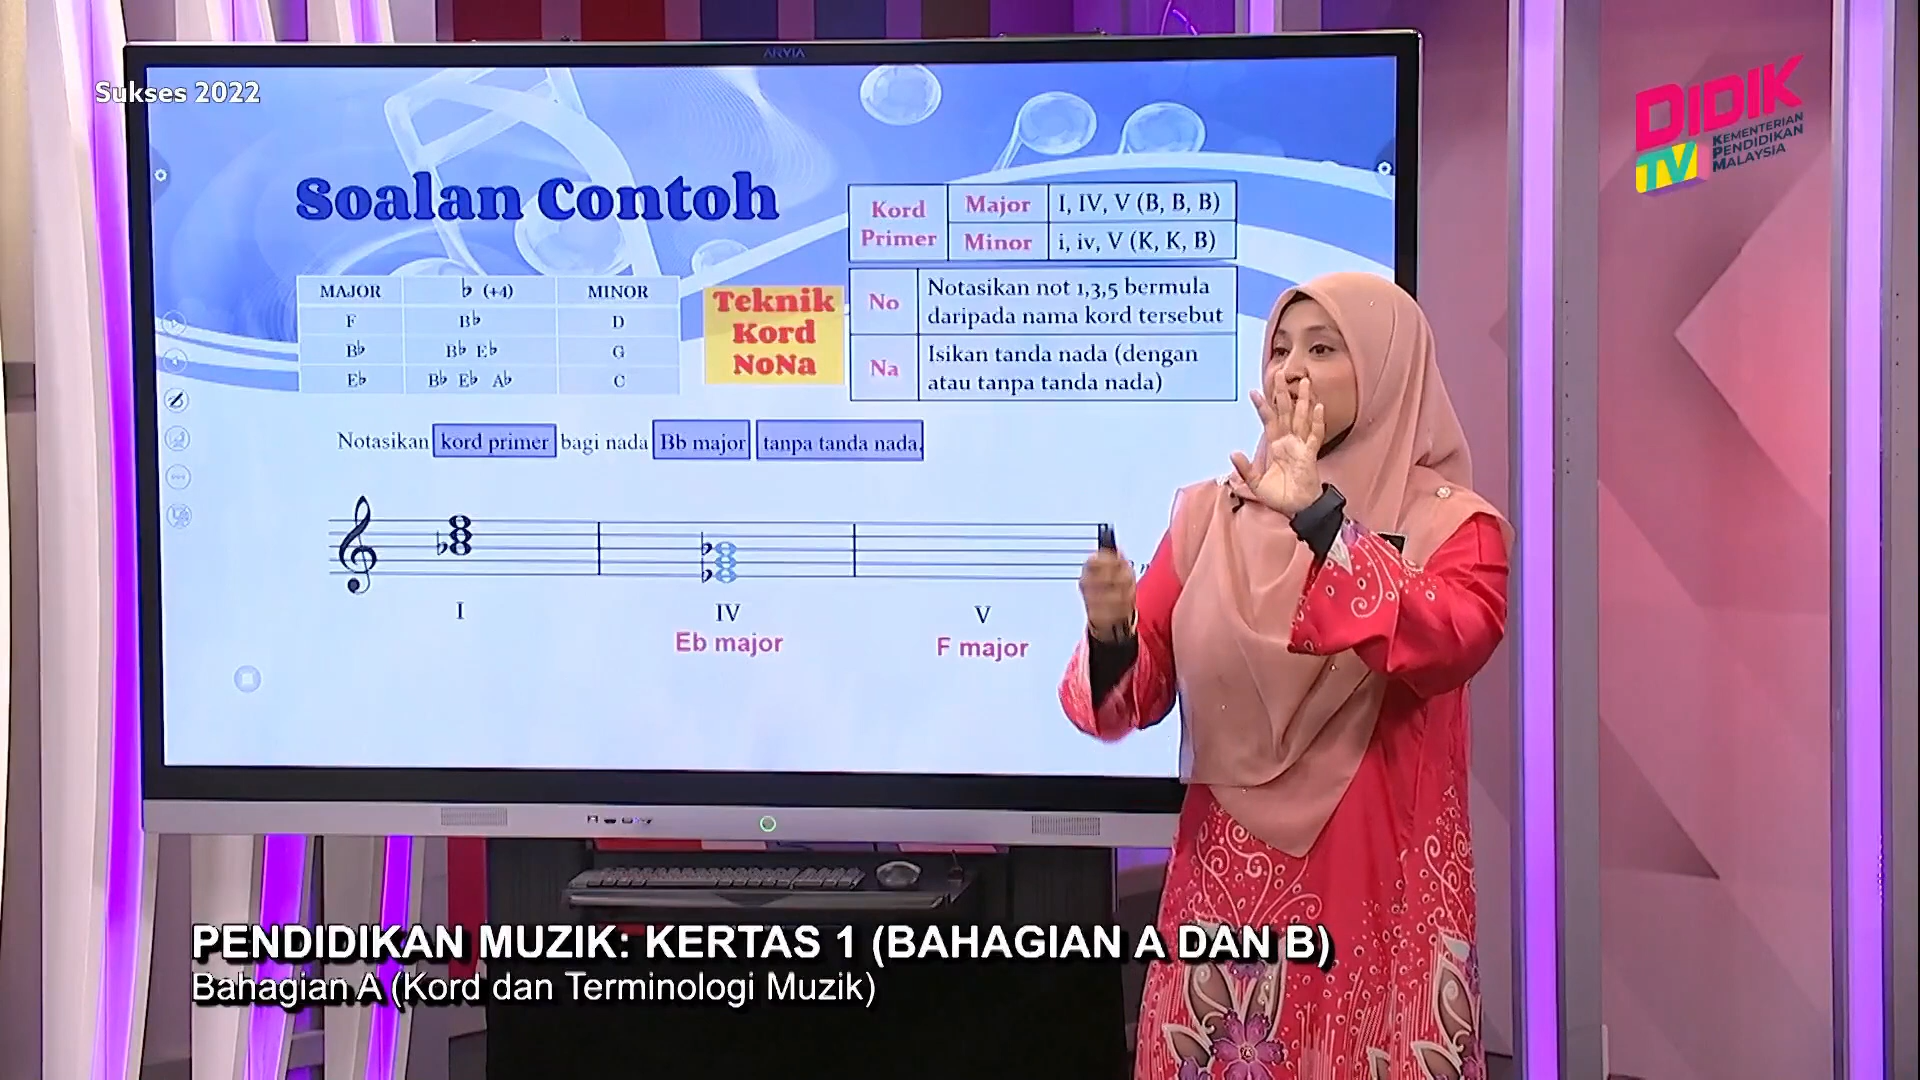 ARVIA
Sukses 2022
DIDIK
TV
KEMENTERIAN
PENDIDIKAN
MALAYSIA
Soalan Contoh
Kord Primer
Major
I, IV, V (B, B, B)
Minor
i, iv, V (K, K, B)
MAJOR ♭ (+4) MINOR
F B♭ D
B♭ B♭ E♭ G
E♭ B♭ E♭ A♭ C
Teknik
Kord
NoNa
No
Notasikan not 1,3,5 bermula
daripada nama kord tersebut
Na
Isikan tanda nada (dengan
atau tanpa tanda nada)
Notasikan kord primer bagi nada Bb major tanpa tanda nada.
I IV V
Eb major F major
PENDIDIKAN MUZIK: KERTAS 1 (BAHAGIAN A DAN B)
Bahagian A (Kord dan Terminologi Muzik)